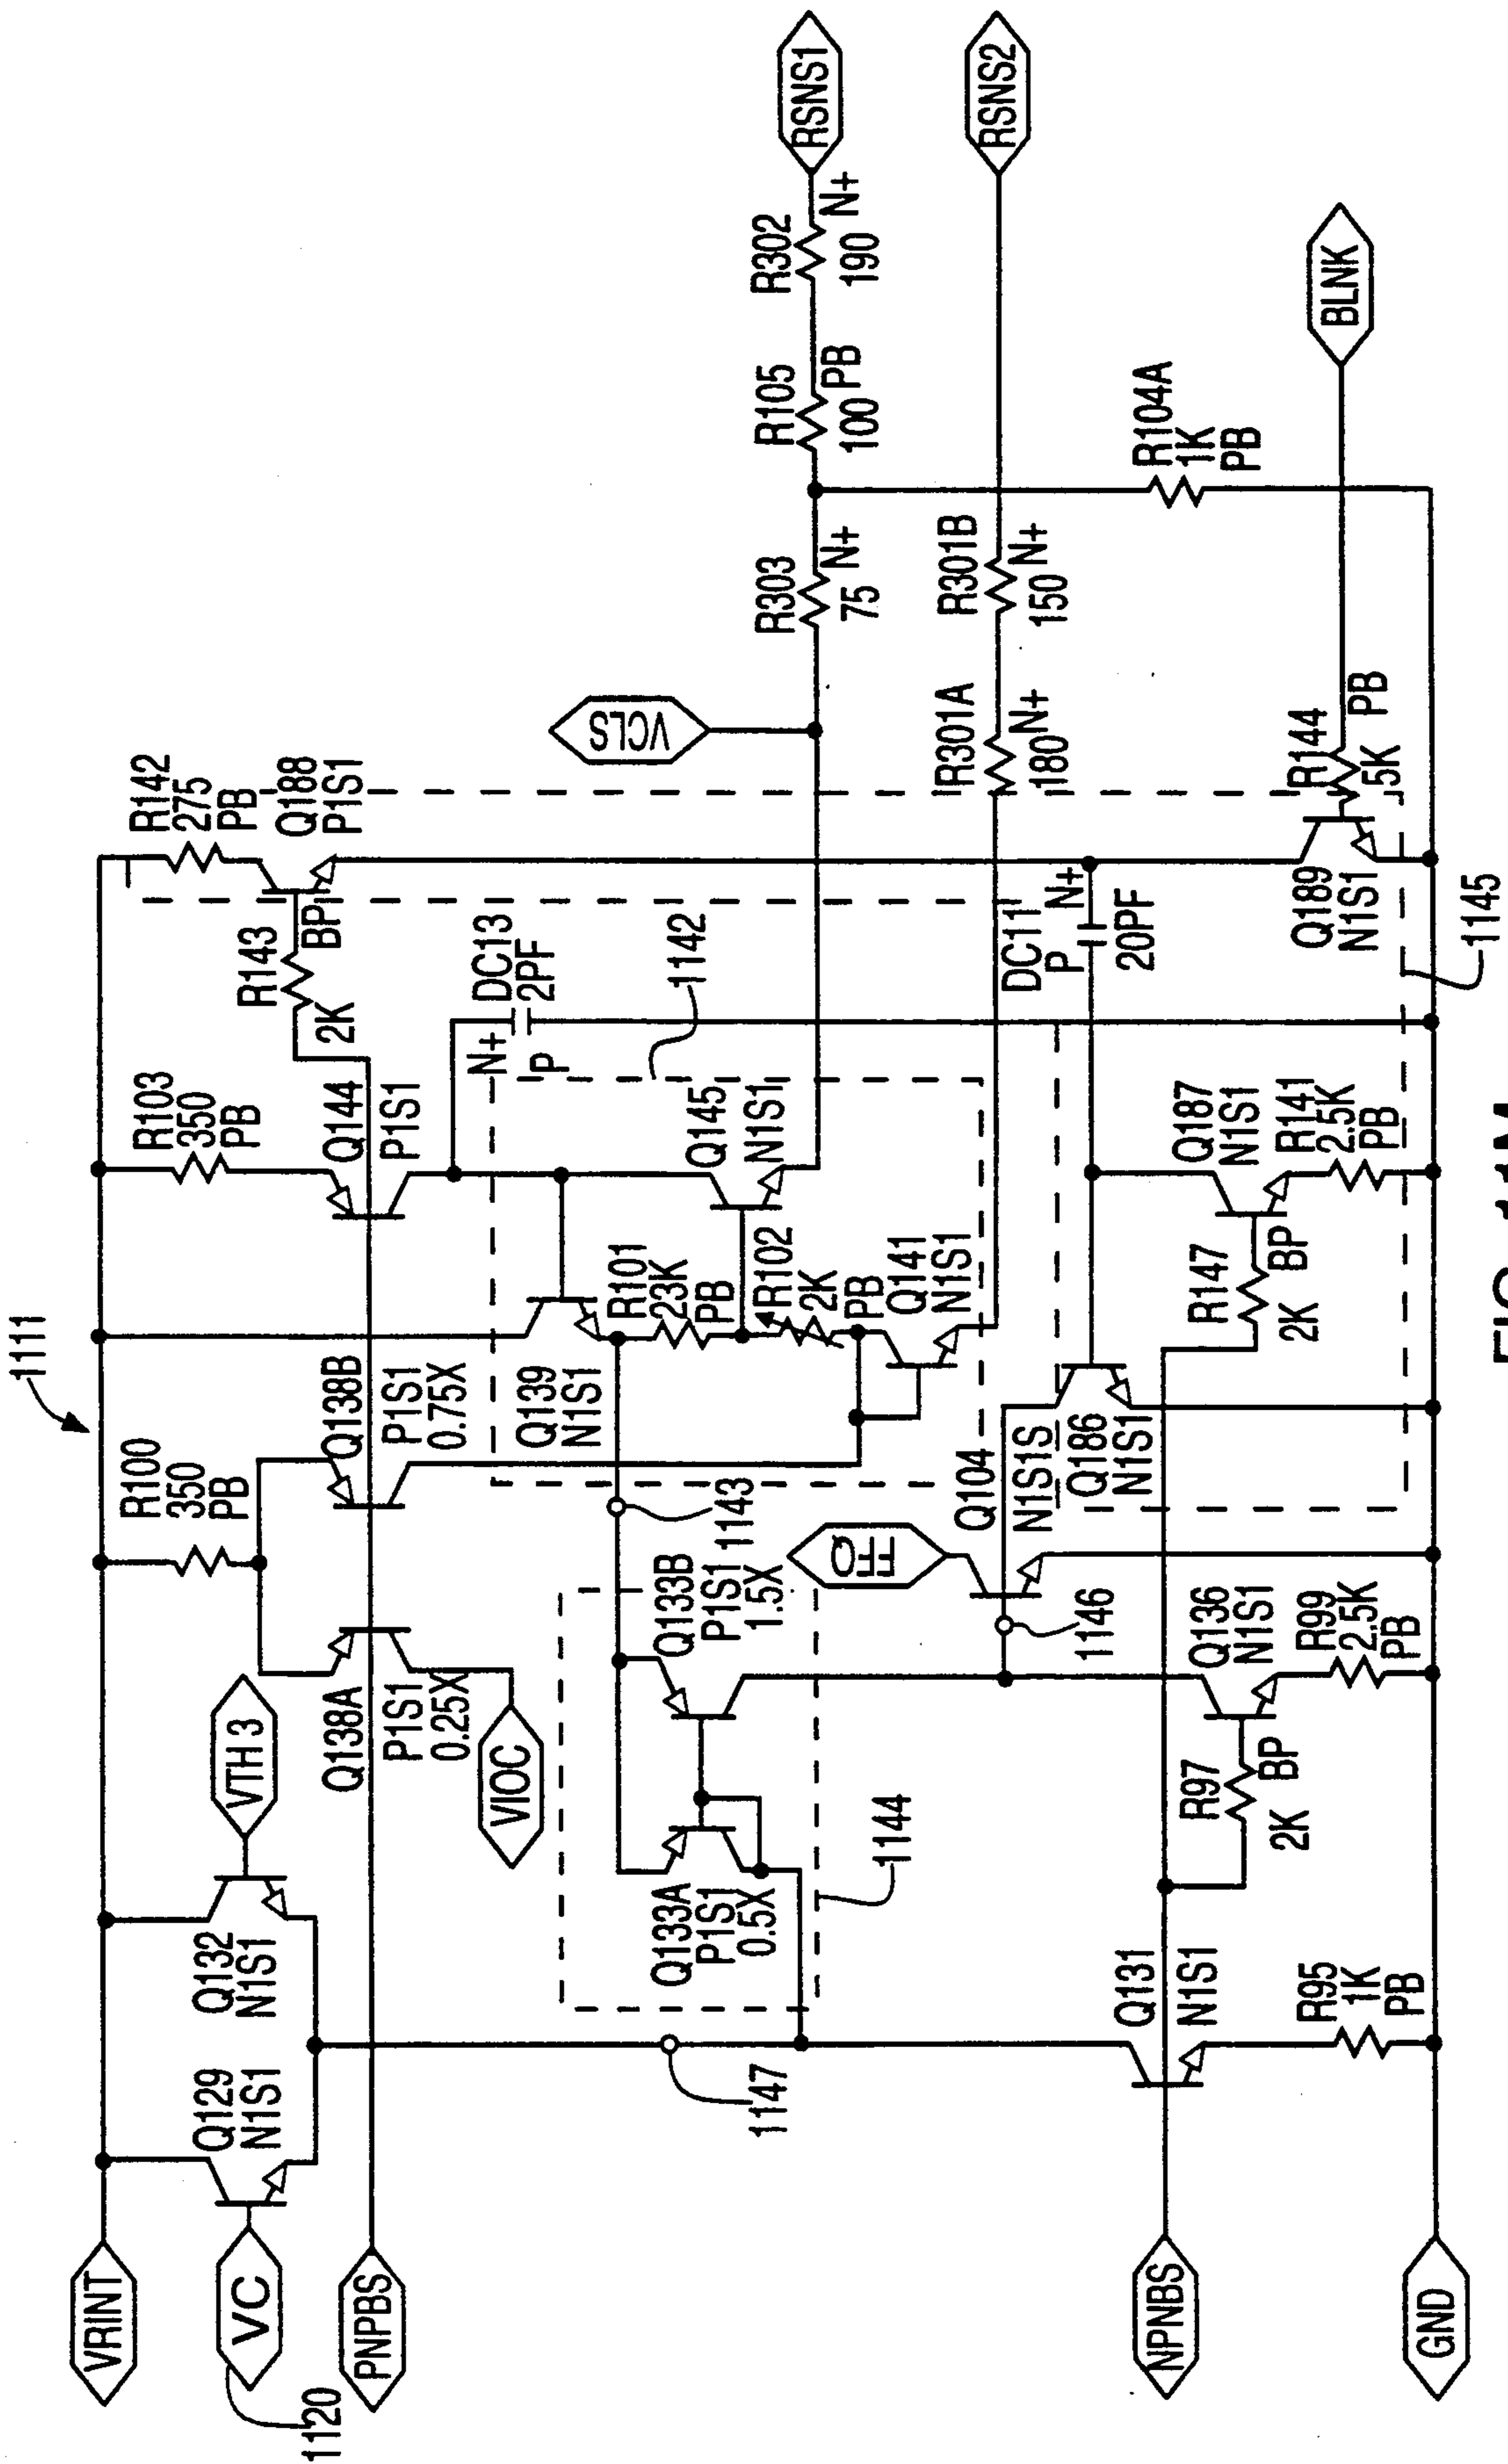 1111
VRINT
VC
1120
PNPBS
NPNBS
GND
Q129
N1S1
Q132
N1S1
VTH 3
Q138A
P1S1
0.25X
VIOC
R100
350
PB
Q138B
P1S1
0.75X
R103
350
PB
Q144
P1S1
R143
2K
BP
R142
275
PB
Q188
P1S1
DC13
2PF
N+
P
1142
Q139
N1S1
R101
23K
PB
R102
2K
PB
Q145
N1S1
Q141
N1S1
VCLS
R303
75
N+
R105
100
PB
R302
190
N+
RSNS1
R301A
180
N+
R301B
150
N+
RSNS2
R104A
1K
PB
BLNK
R144
5K
PB
Q189
N1S1
DC11
P
N+
20PF
1145
1143
1144
Q133A
P1S1
0.5X
Q133B
P1S1
1.5X
FFQ
Q104
N1S1S
1146
1147
Q186
N1S1
Q187
N1S1
R147
2K
BP
R141
2.5K
PB
Q131
N1S1
R95
1K
PB
R97
2K
BP
Q136
N1S1
R99
2.5K
PB